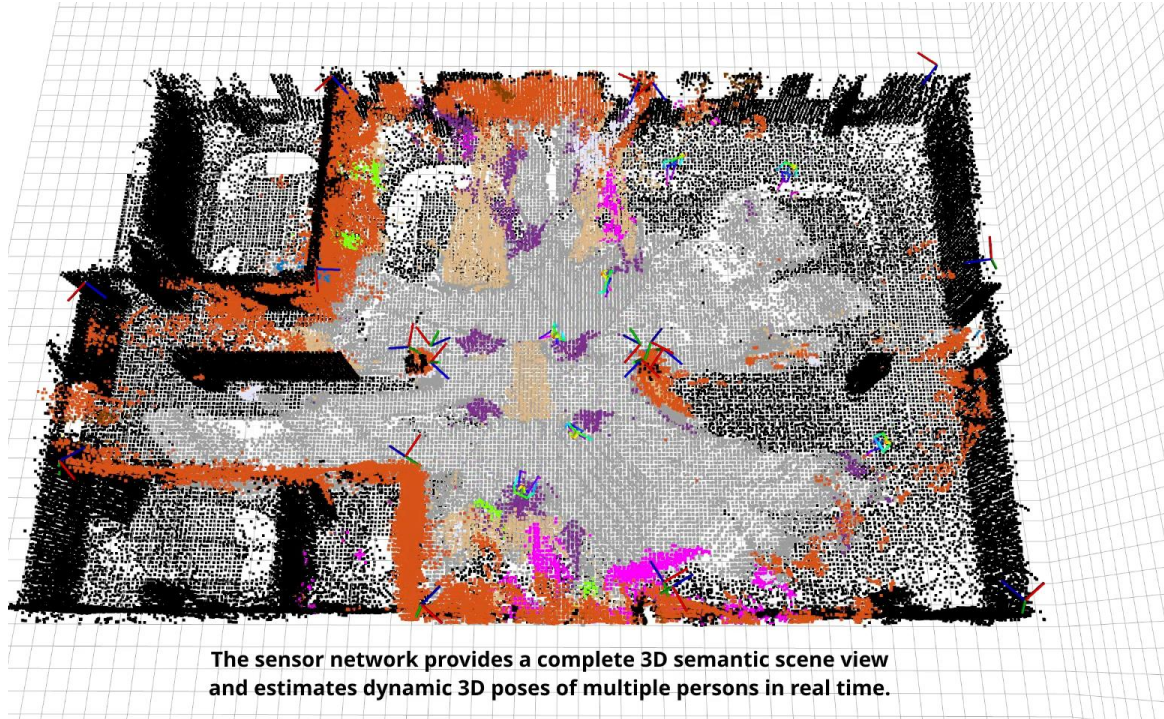 The sensor network provides a complete 3D semantic scene view
and estimates dynamic 3D poses of multiple persons in real time.